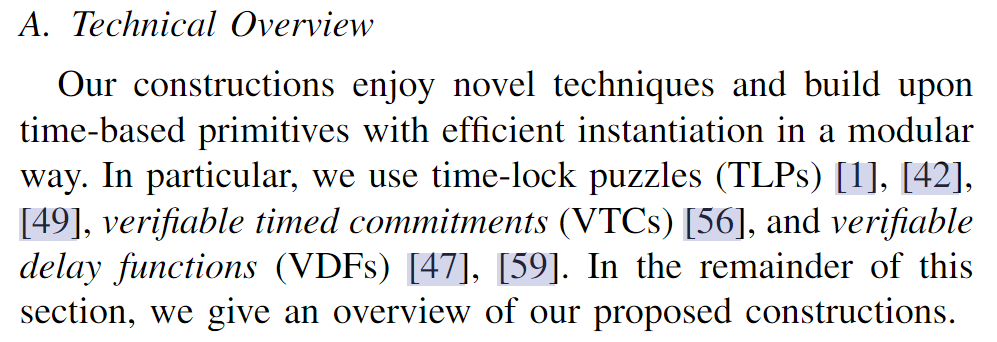 A. Technical Overview
Our constructions enjoy novel techniques and build upon
time-based primitives with efficient instantiation in a modular
way. In particular, we use time-lock puzzles (TLPs) [1], [42],
[49], verifiable timed commitments (VTCs) [56], and verifiable
delay functions (VDFs) [47], [59]. In the remainder of this
section, we give an overview of our proposed constructions.